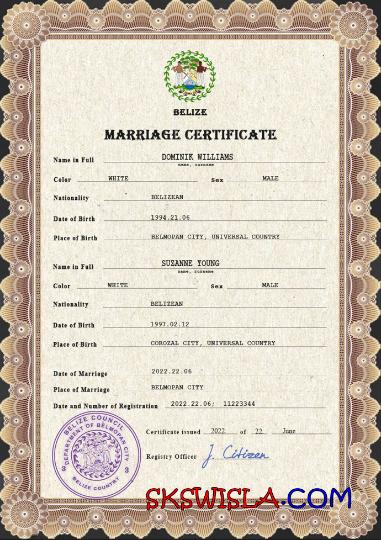 BELIZE
MARRIAGE CERTIFICATE
Name in Full DOMINIK WILLIAMS
NAME, SURNAME
Color WHITE Sex MALE
Nationality BELIZEAN
Date of Birth 1994.21.06
Place of Birth BELMOPAN CITY, UNIVERSAL COUNTRY
Name in Full SUZANNE YOUNG
NAME, SURNAME
Color WHITE Sex MALE
Nationality BELIZEAN
Date of Birth 1997.02.12
Place of Birth COROZAL CITY, UNIVERSAL COUNTRY
Date of Marriage 2022.22.06
Place of Marriage BELMOPAN CITY
Date and Number of Registration 2022.22.06; 11223344
Certificate issued 2022 of 22 June
Registry Officer J. Citizen
BELIZE COUNCIL
DEPARTMENT OF BELMOPAN CITY
BELIZE COUNTRY
SKSWISLA.COM